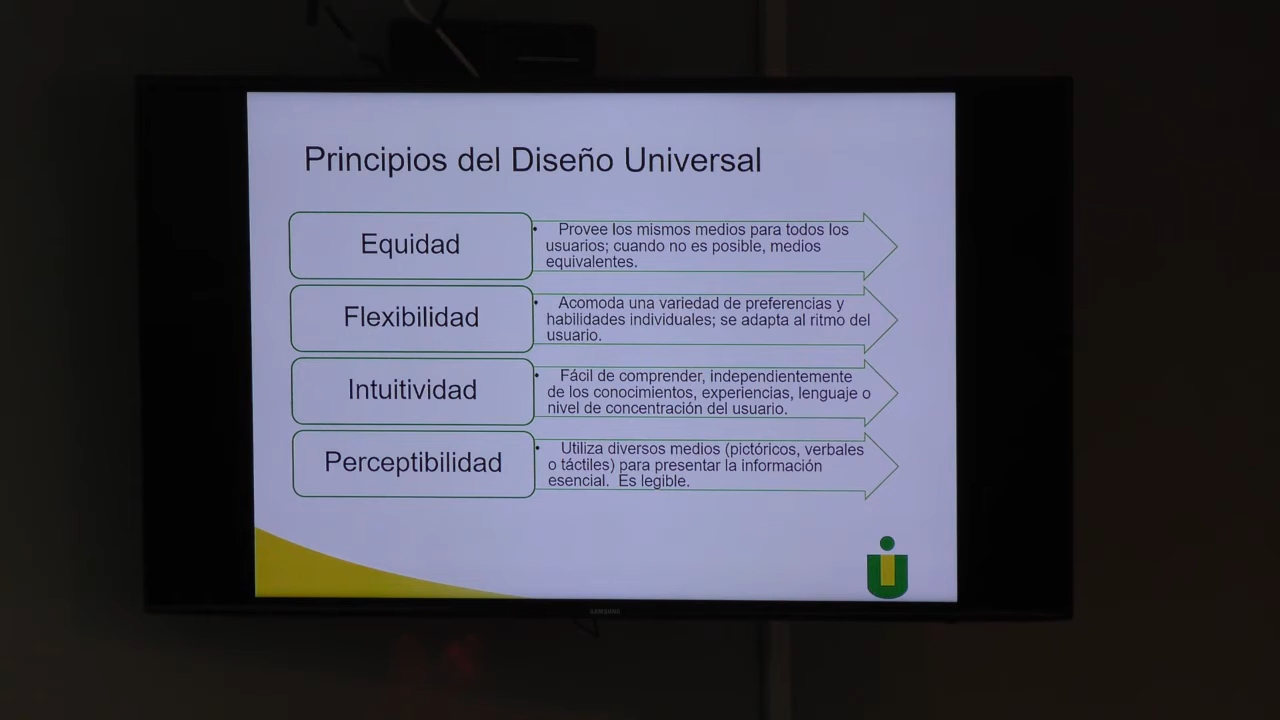 Principios del Diseño Universal
Equidad
• Provee los mismos medios para todos los
usuarios; cuando no es posible, medios
equivalentes.
Flexibilidad
• Acomoda una variedad de preferencias y
habilidades individuales; se adapta al ritmo del
usuario.
Intuitividad
• Fácil de comprender, independientemente
de los conocimientos, experiencias, lenguaje o
nivel de concentración del usuario.
Perceptibilidad
• Utiliza diversos medios (pictóricos, verbales
o táctiles) para presentar la información
esencial.  Es legible.
SAMSUNG